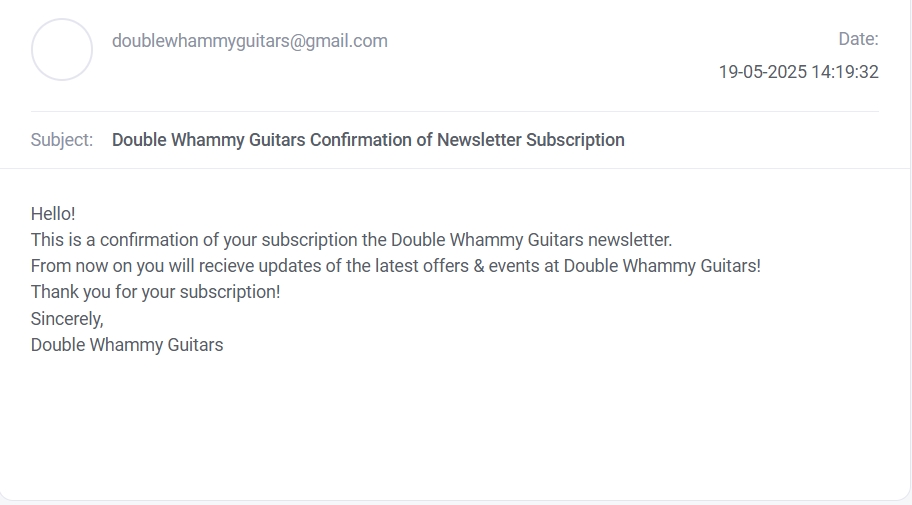 doublewhammyguitars@gmail.com
Date:
19-05-2025 14:19:32
Subject: Double Whammy Guitars Confirmation of Newsletter Subscription
Hello!
This is a confirmation of your subscription the Double Whammy Guitars newsletter.
From now on you will recieve updates of the latest offers & events at Double Whammy Guitars!
Thank you for your subscription!
Sincerely,
Double Whammy Guitars